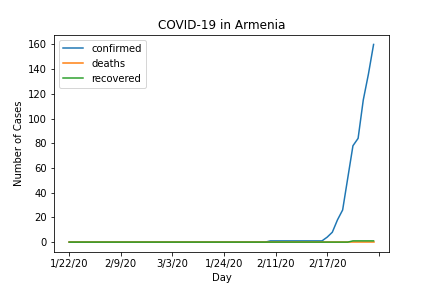 COVID-19 in Armenia
confirmed
deaths
recovered
Number of Cases
160
140
120
100
80
60
40
20
0
1/22/20 2/9/20 3/3/20 1/24/20 2/11/20 2/17/20
Day